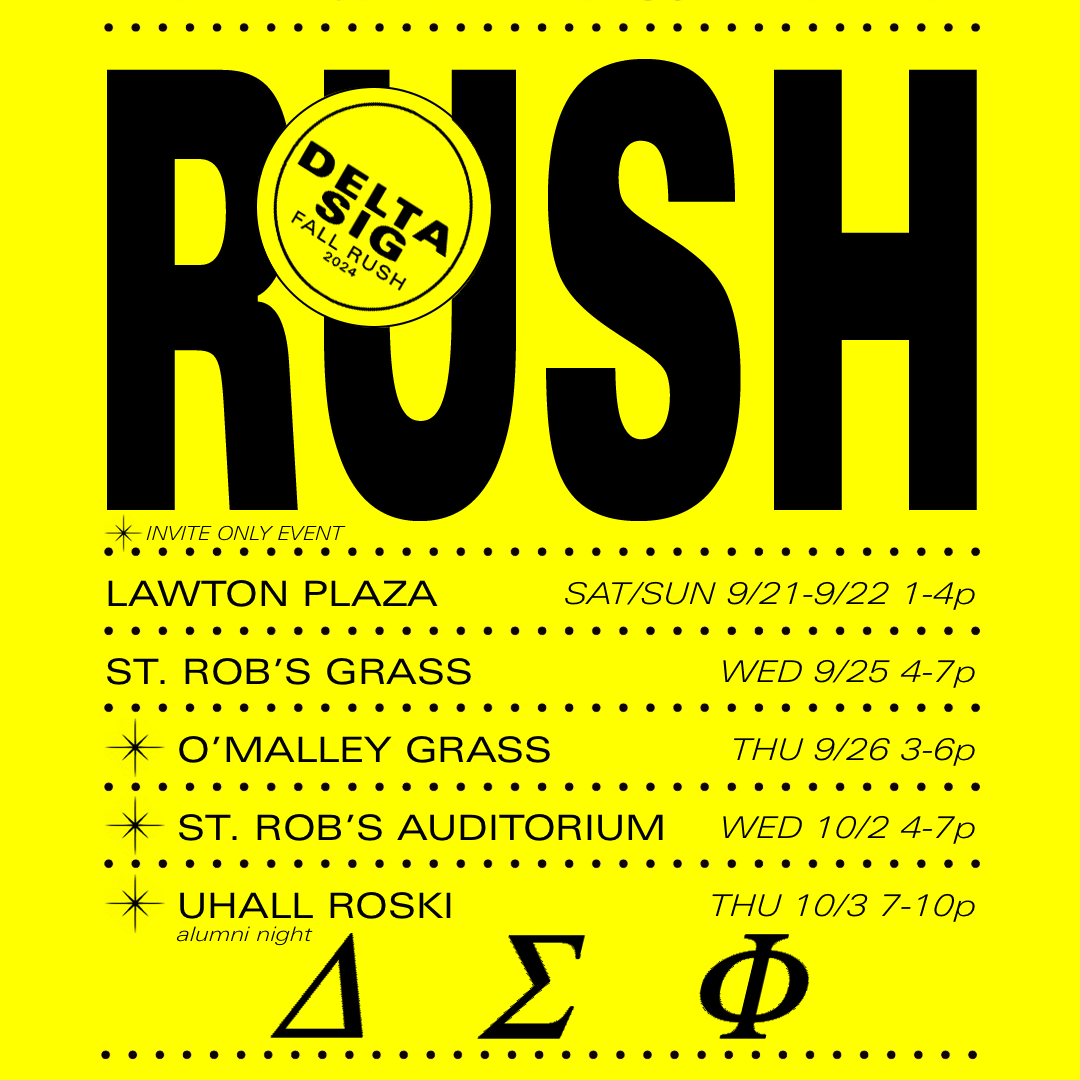 RUSH
DELTA
SIG
FALL RUSH
2024
INVITE ONLY EVENT
LAWTON PLAZA SAT/SUN 9/21-9/22 1-4p
ST. ROB'S GRASS WED 9/25 4-7p
O'MALLEY GRASS THU 9/26 3-6p
ST. ROB'S AUDITORIUM WED 10/2 4-7p
UHALL ROSKI THU 10/3 7-10p
alumni night
Δ Σ Φ